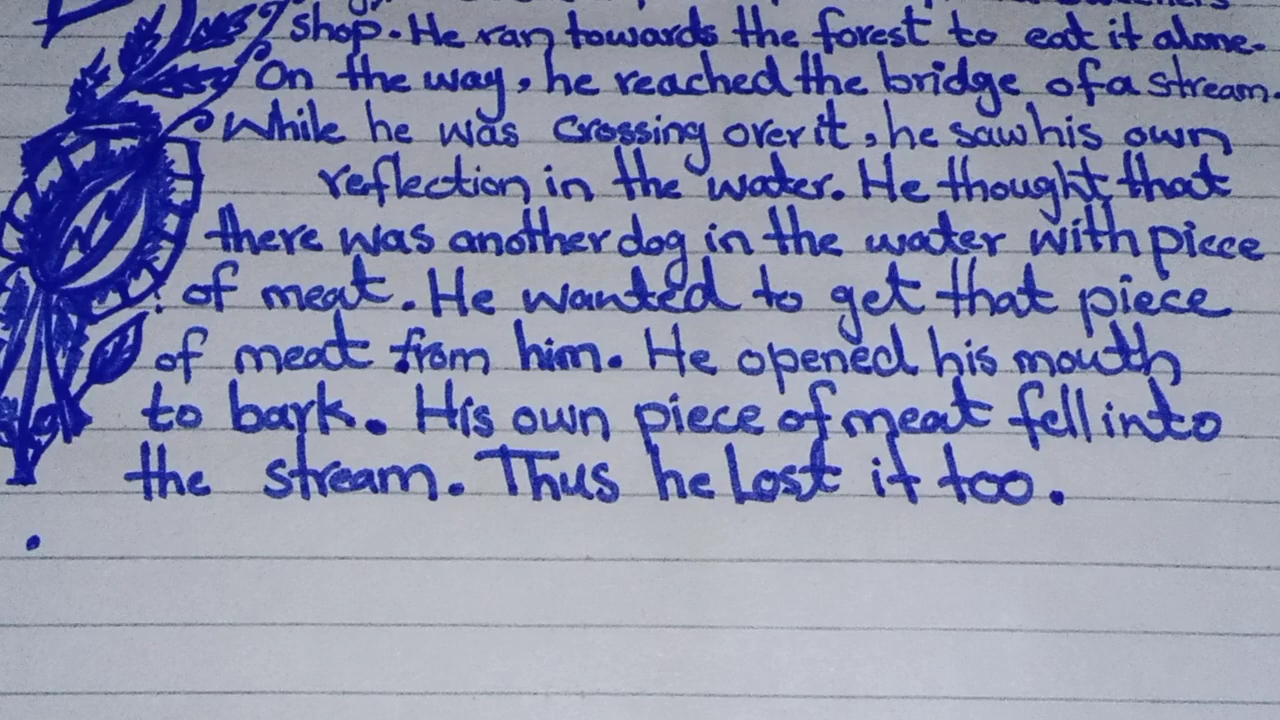 shop. He ran towards the forest to eat it alone.
On the way, he reached the bridge of a stream.
While he was crossing over it, he saw his own
reflection in the water. He thought that
there was another dog in the water with piece
of meat. He wanted to get that piece
of meat from him. He opened his mouth
to bark. His own piece of meat fell into
the stream. Thus he Lost it too.